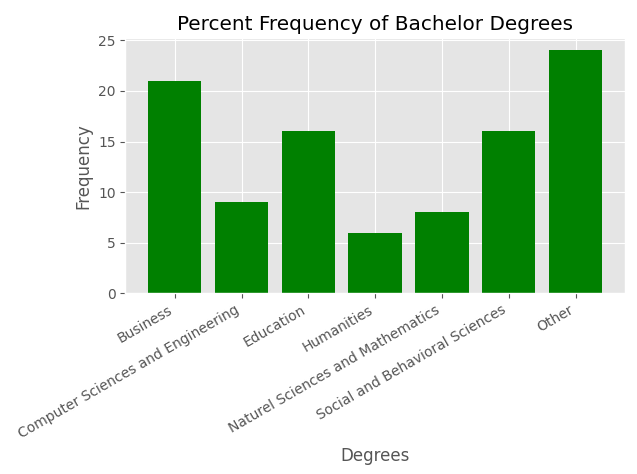 Percent Frequency of Bachelor Degrees
25
20
15
10
5
0
Frequency
Business
Computer Sciences and Engineering
Education
Humanities
Naturel Sciences and Mathematics
Social and Behavioral Sciences
Other
Degrees